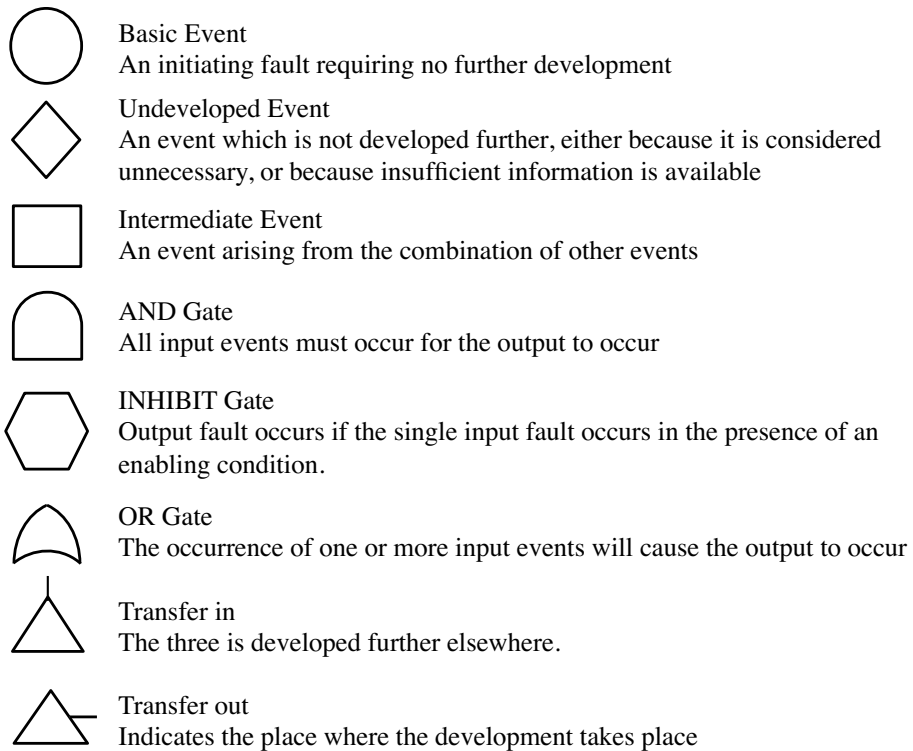 Basic Event
An initiating fault requiring no further development
Undeveloped Event
An event which is not developed further, either because it is considered
unnecessary, or because insufficient information is available
Intermediate Event
An event arising from the combination of other events
AND Gate
All input events must occur for the output to occur
INHIBIT Gate
Output fault occurs if the single input fault occurs in the presence of an
enabling condition.
OR Gate
The occurrence of one or more input events will cause the output to occur
Transfer in
The three is developed further elsewhere.
Transfer out
Indicates the place where the development takes place